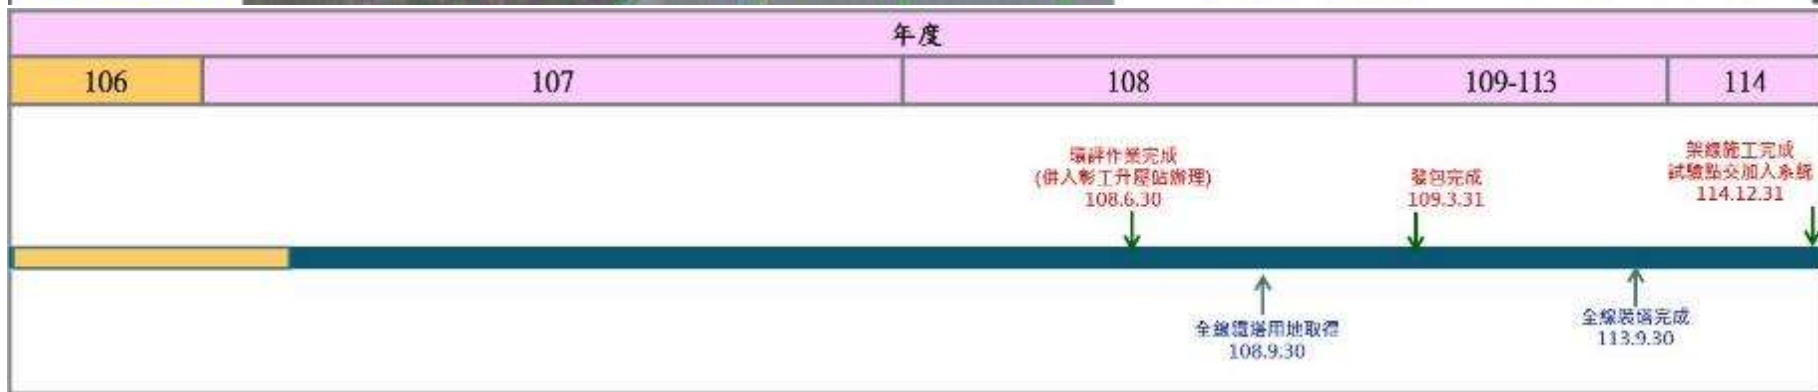 年度
106
107
108
109-113
114
環評作業完成
(併入彰工升壓站辦理)
108.6.30
發包完成
109.3.31
架線施工完成
試驗點交加入系統
114.12.31
全線鐵塔用地取得
108.9.30
全線裝塔完成
113.9.30